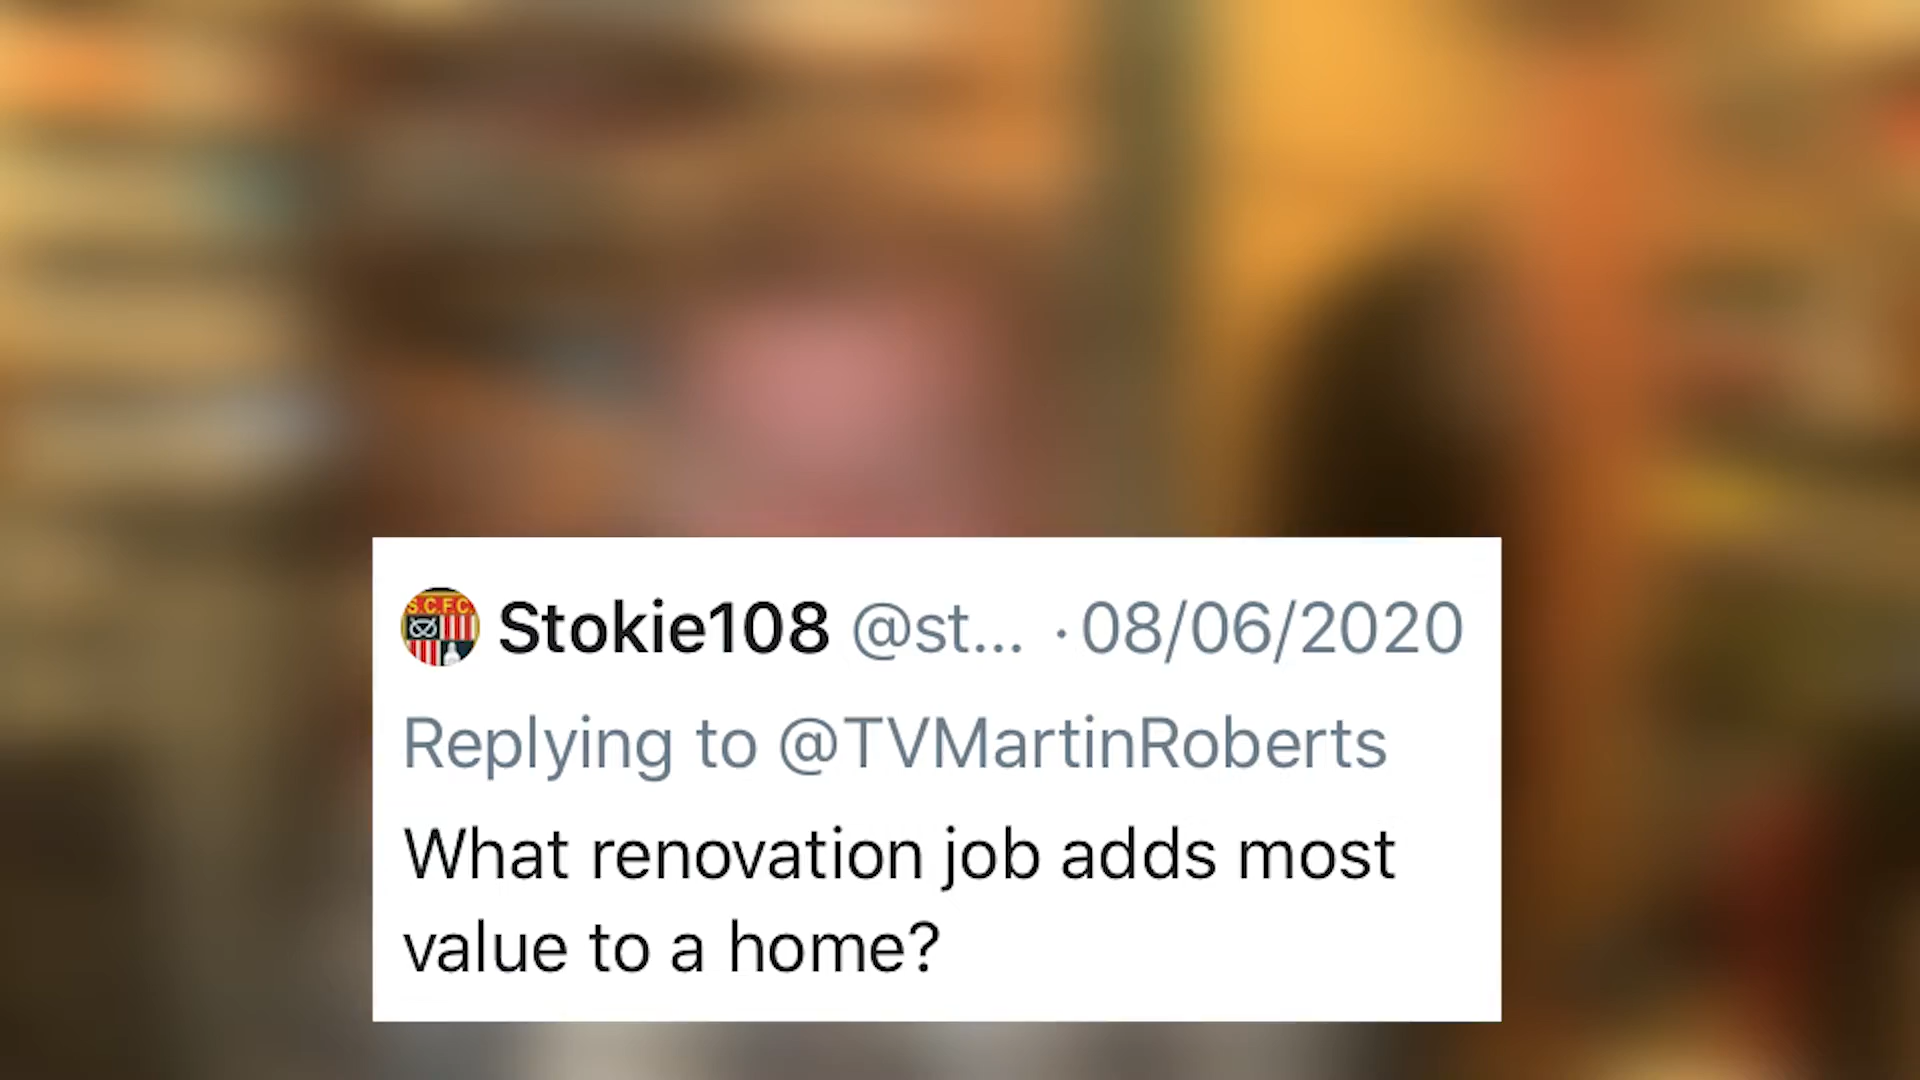 S.C.F.C.
Stokie108 @st... · 08/06/2020
Replying to @TVMartinRoberts
What renovation job adds most
value to a home?